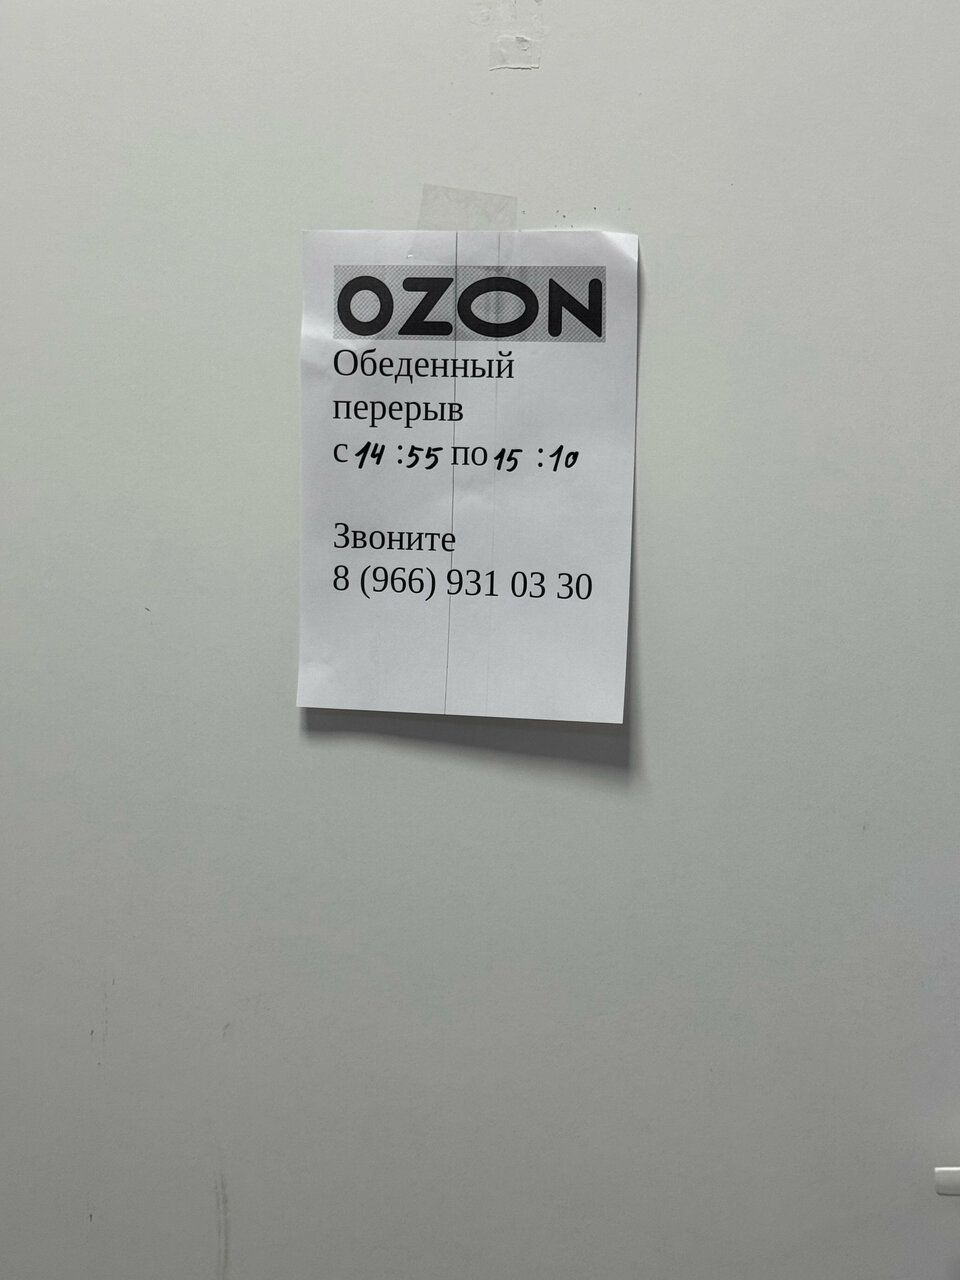 OZON
Обеденный
перерыв
с 14 :55 по 15 :10
Звоните
8 (966) 931 03 30